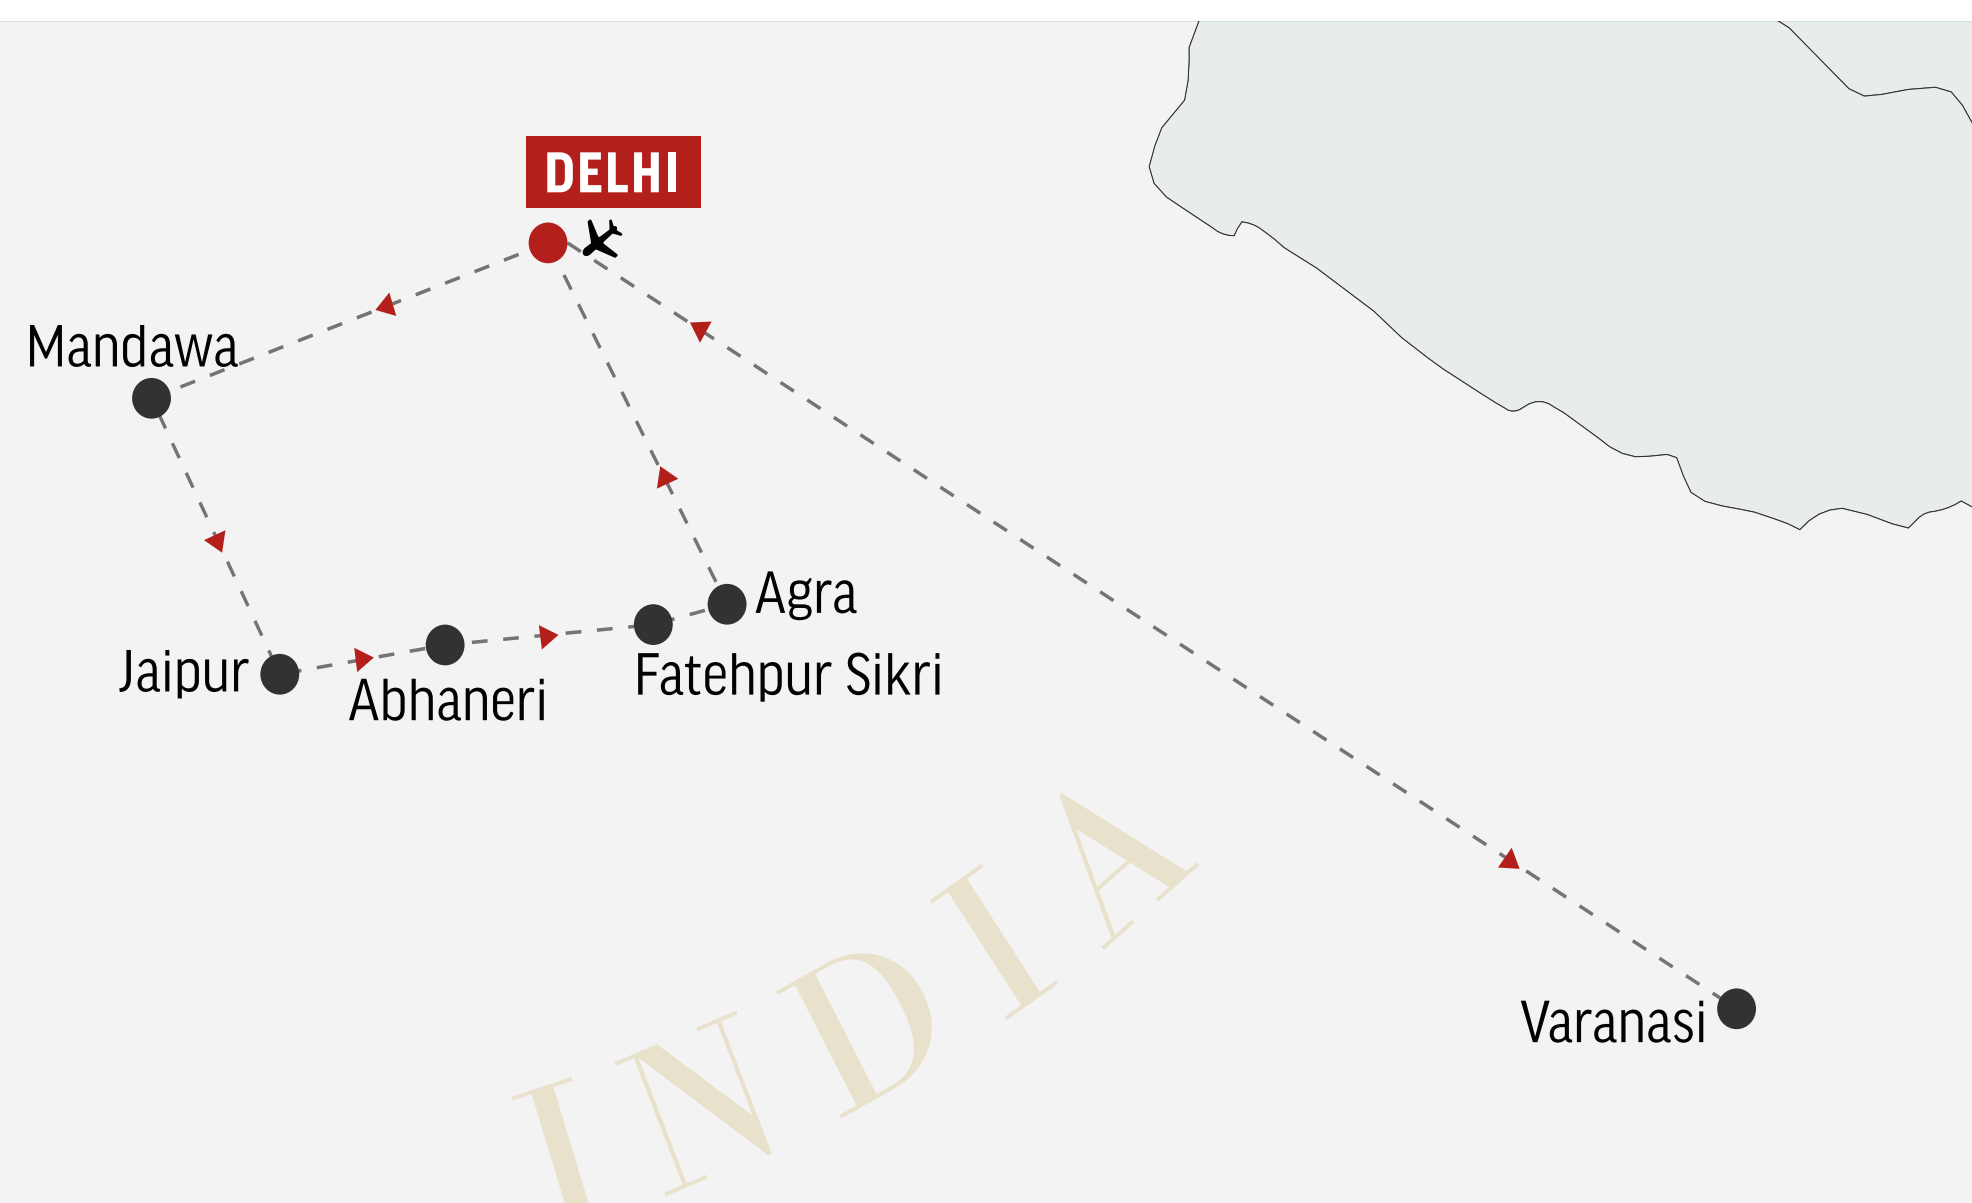 DELHI
Mandawa
Agra
Jaipur
Abhaneri
Fatehpur Sikri
INDIA
Varanasi